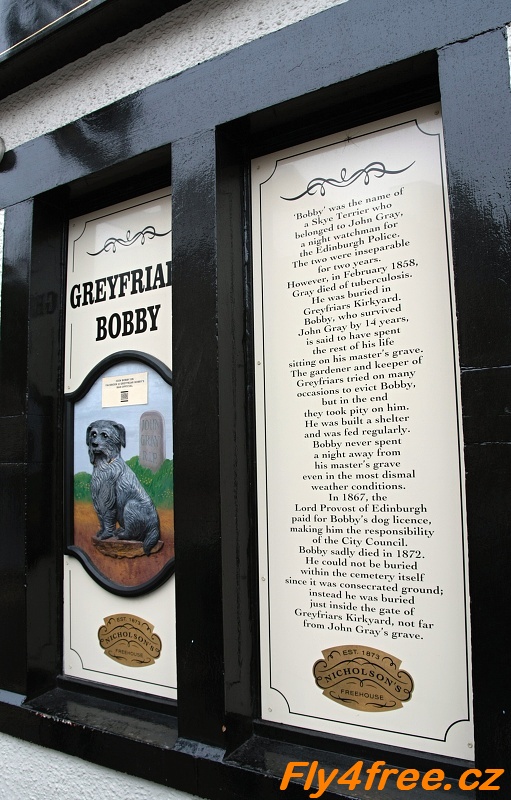 GREYFRIAR
BOBBY
EST. 1873
NICHOLSON'S
FREEHOUSE
'Bobby' was the name of
a Skye Terrier who
belonged to John Gray,
a night watchman for
the Edinburgh Police.
The two were inseparable
for two years.
However, in February 1858,
Gray died of tuberculosis.
He was buried in
Greyfriars Kirkyard.
Bobby, who survived
John Gray by 14 years,
is said to have spent
the rest of his life
sitting on his master's grave.
The gardener and keeper of
Greyfriars tried on many
occasions to evict Bobby,
but in the end
they took pity on him.
He was built a shelter
and was fed regularly.
Bobby never spent
a night away from
his master's grave
even in the most dismal
weather conditions.
In 1867, the
Lord Provost of Edinburgh
paid for Bobby's dog licence,
making him the responsibility
of the City Council.
Bobby sadly died in 1872.
He could not be buried
within the cemetery itself
since it was consecrated ground;
instead he was buried
just inside the gate of
Greyfriars Kirkyard, not far
from John Gray's grave.
EST. 1873
NICHOLSON'S
FREEHOUSE
Fly4free.cz